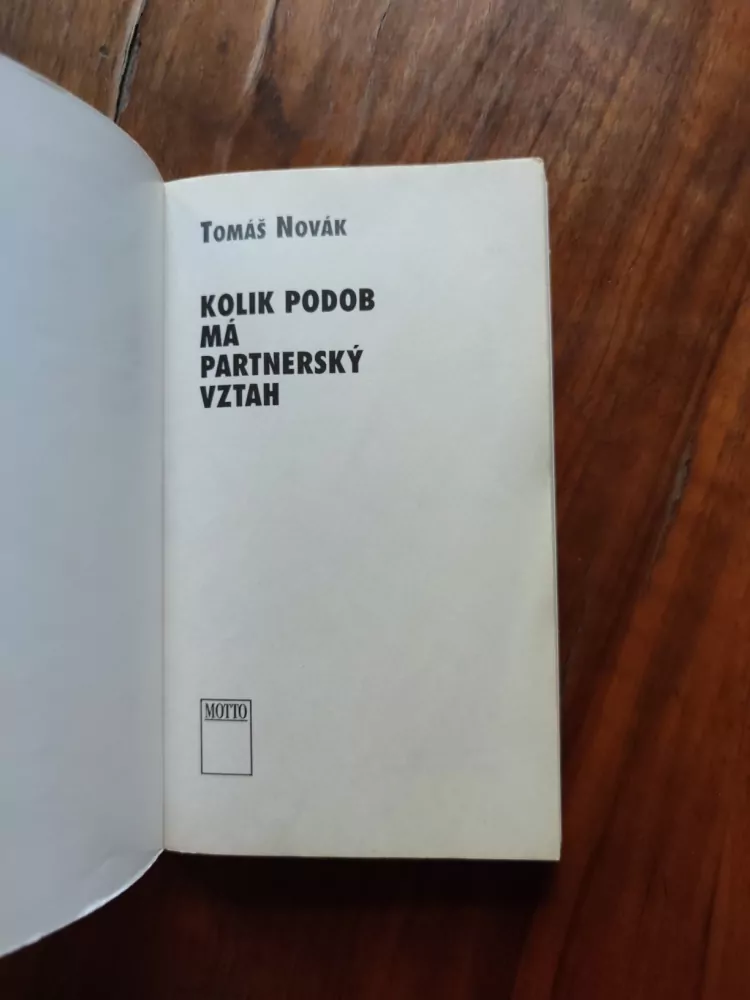 Tomáš Novák
KOLIK PODOB
MÁ
PARTNERSKÝ
VZTAH
MOTTO